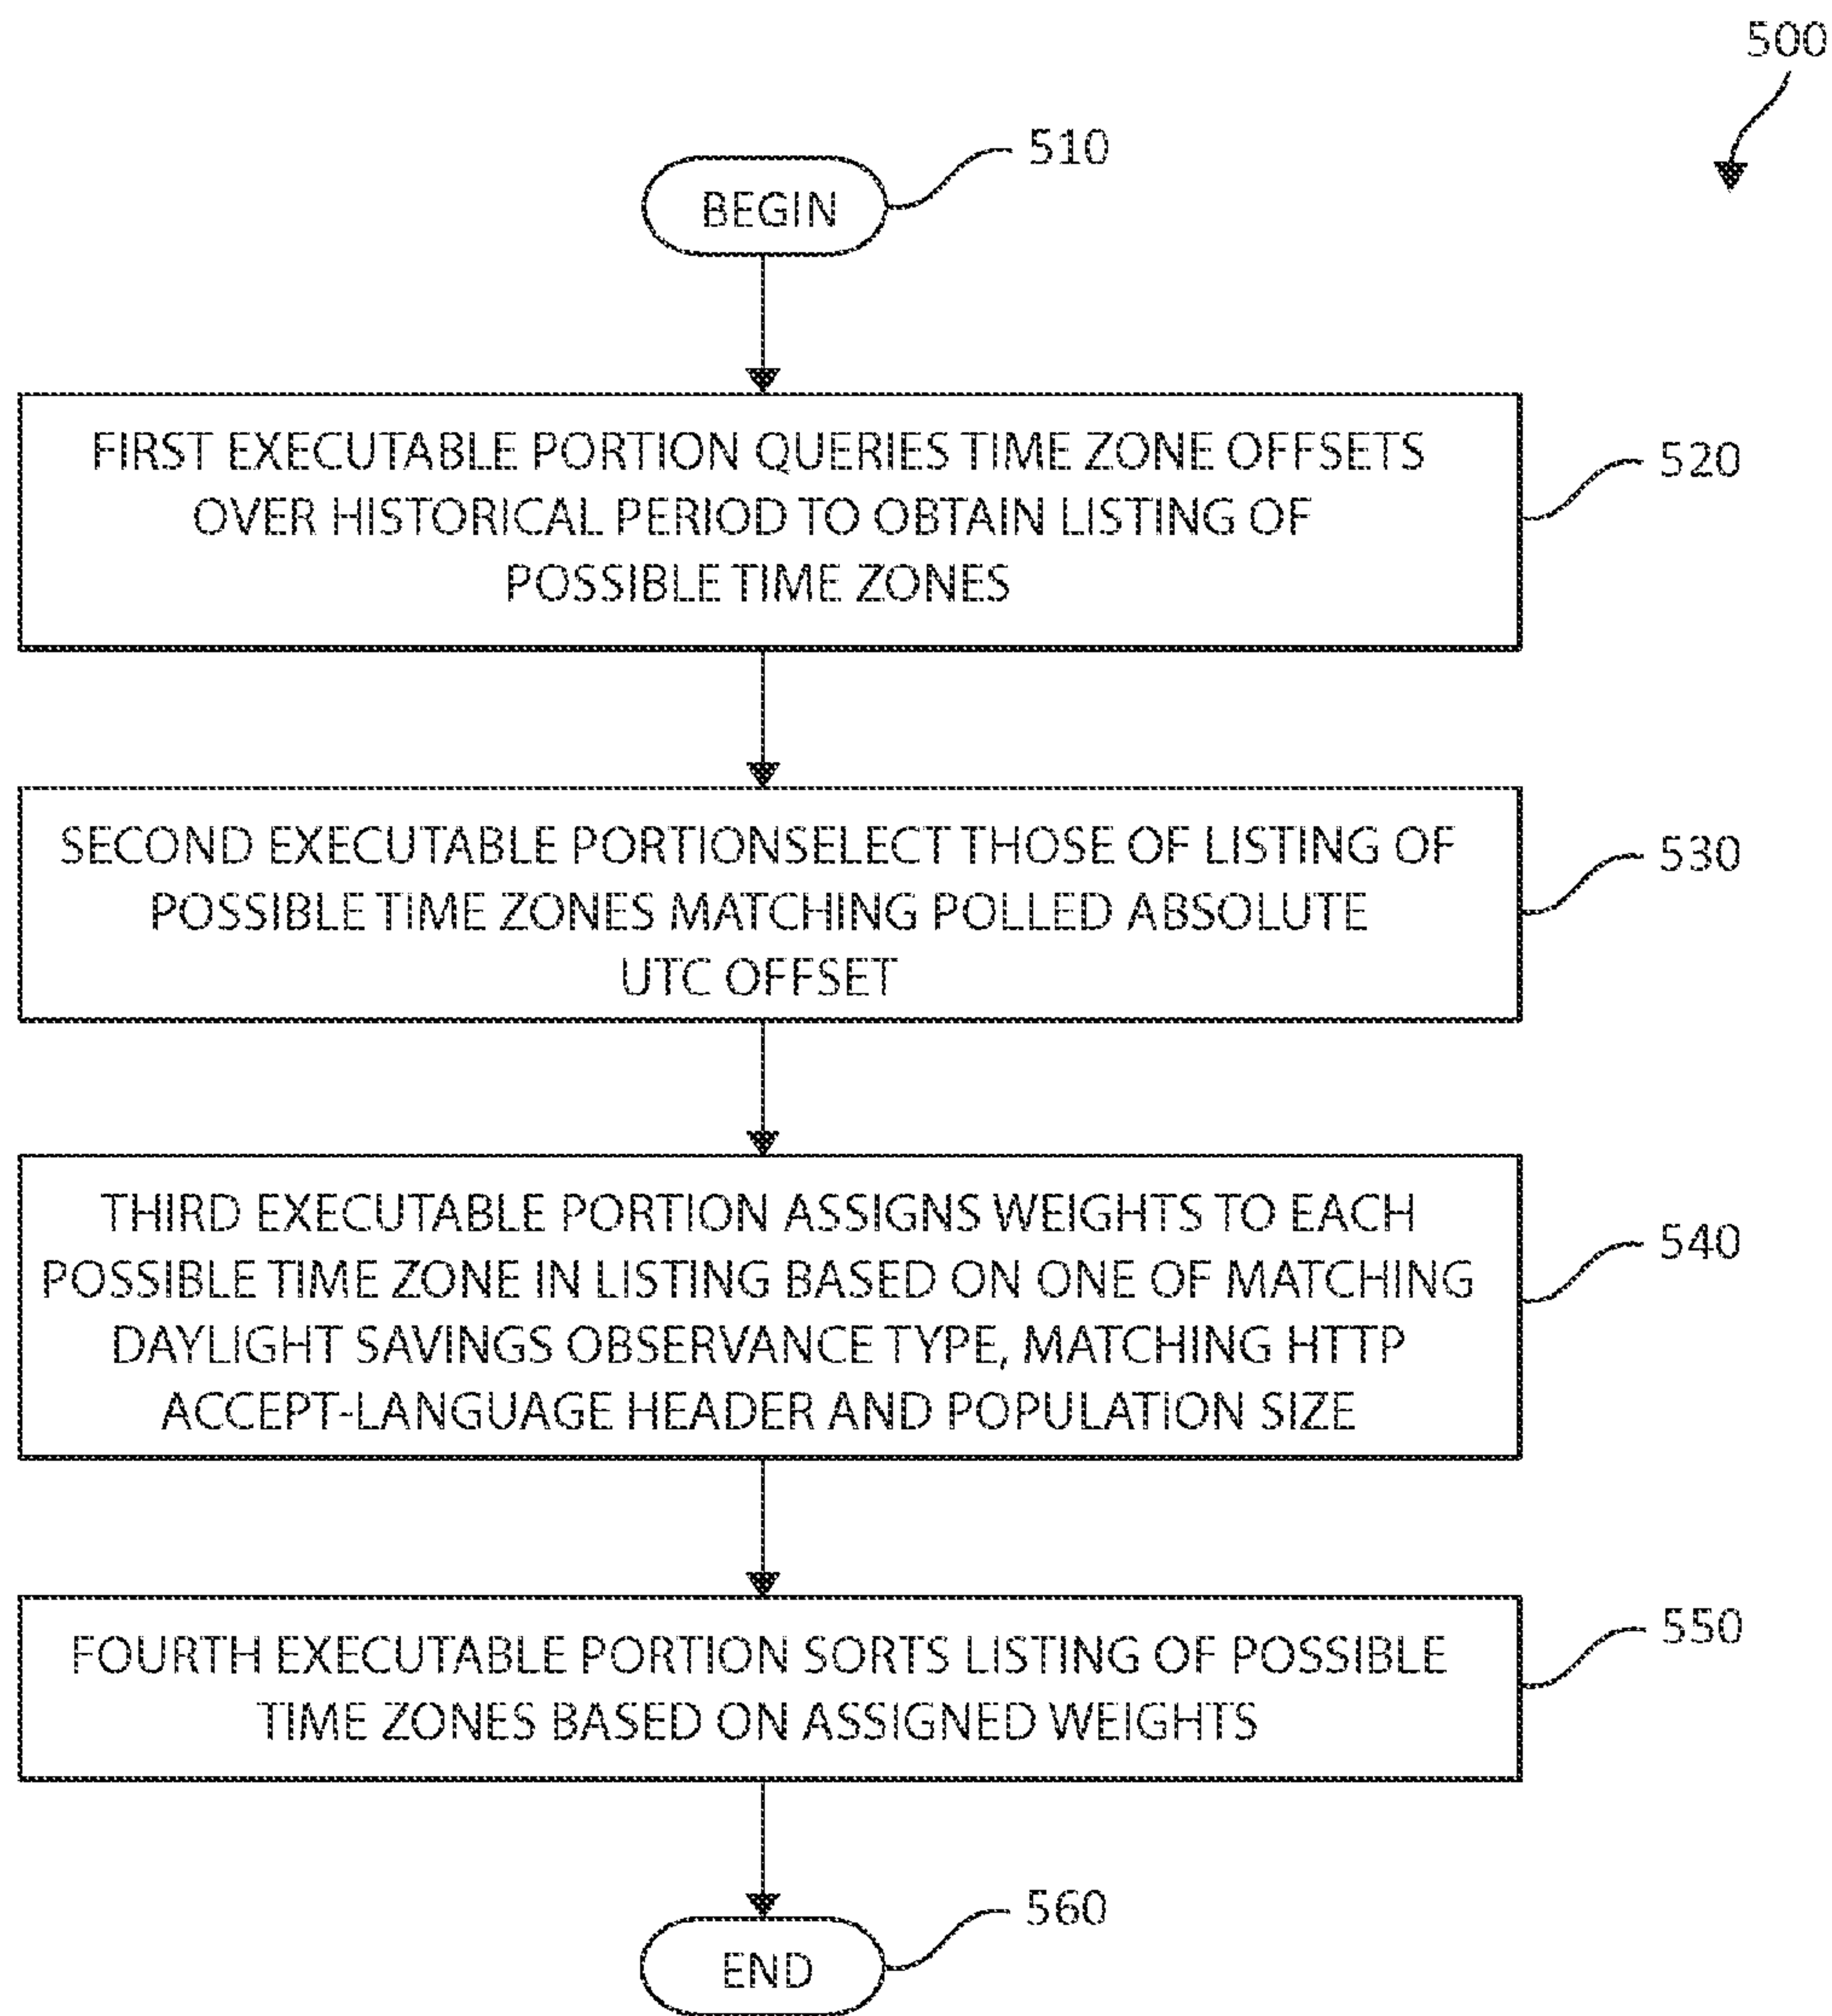 500
510
BEGIN
FIRST EXECUTABLE PORTION QUERIES TIME ZONE OFFSETS
OVER HISTORICAL PERIOD TO OBTAIN LISTING OF
POSSIBLE TIME ZONES
520
SECOND EXECUTABLE PORTIONSELECT THOSE OF LISTING OF
POSSIBLE TIME ZONES MATCHING POLLED ABSOLUTE
UTC OFFSET
530
THIRD EXECUTABLE PORTION ASSIGNS WEIGHTS TO EACH
POSSIBLE TIME ZONE IN LISTING BASED ON ONE OF MATCHING
DAYLIGHT SAVINGS OBSERVANCE TYPE, MATCHING HTTP
ACCEPT-LANGUAGE HEADER AND POPULATION SIZE
540
FOURTH EXECUTABLE PORTION SORTS LISTING OF POSSIBLE
TIME ZONES BASED ON ASSIGNED WEIGHTS
550
560
END